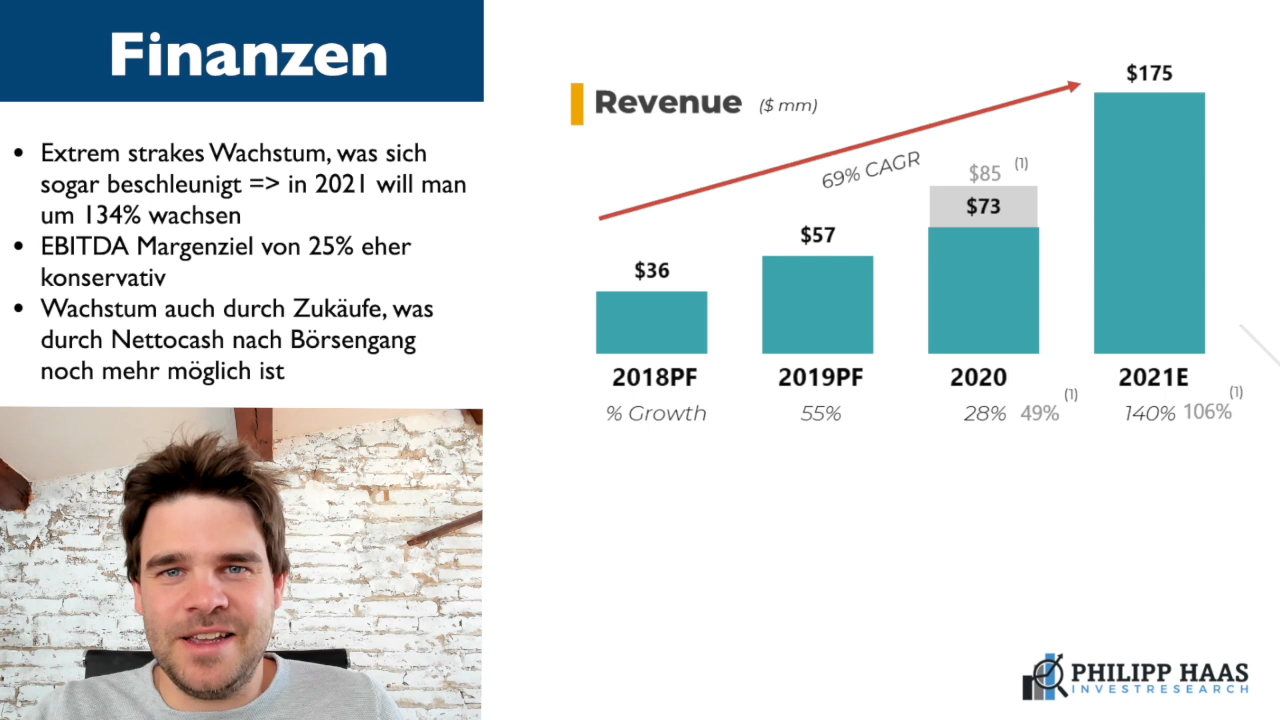 Finanzen
• Extrem strakes Wachstum, was sich
sogar beschleunigt => in 2021 will man
um 134% wachsen
• EBITDA Margenziel von 25% eher
konservativ
• Wachstum auch durch Zukäufe, was
durch Nettocash nach Börsengang
noch mehr möglich ist
Revenue ($ mm)
69% CAGR
$36
$57
$85 (1)
$73
$175
2018PF 2019PF 2020 2021E
% Growth 55% 28% 49% (1) 140% 106% (1)
PHILIPP HAAS
INVESTRESEARCH